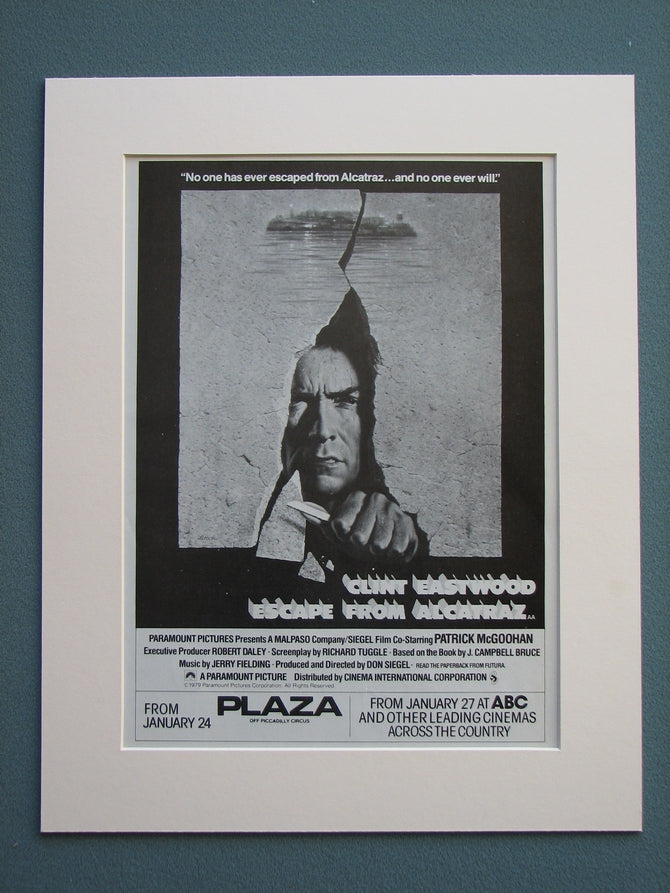 “No one has ever escaped from Alcatraz...and no one ever will.”
CLINT EASTWOOD
ESCAPE FROM ALCATRAZ AA
PARAMOUNT PICTURES Presents A MALPASO Company/SIEGEL Film Co-Starring PATRICK McGOOHAN
Executive Producer ROBERT DALEY · Screenplay by RICHARD TUGGLE · Based on the Book by J. CAMPBELL BRUCE
Music by JERRY FIELDING · Produced and Directed by DON SIEGEL · READ THE PAPERBACK FROM FUTURA.
A PARAMOUNT PICTURE Distributed by CINEMA INTERNATIONAL CORPORATION
©1979 Paramount Pictures Corporation. All Rights Reserved.
FROM
JANUARY 24
PLAZA
OFF PICCADILLY CIRCUS
FROM JANUARY 27 AT ABC
AND OTHER LEADING CINEMAS
ACROSS THE COUNTRY